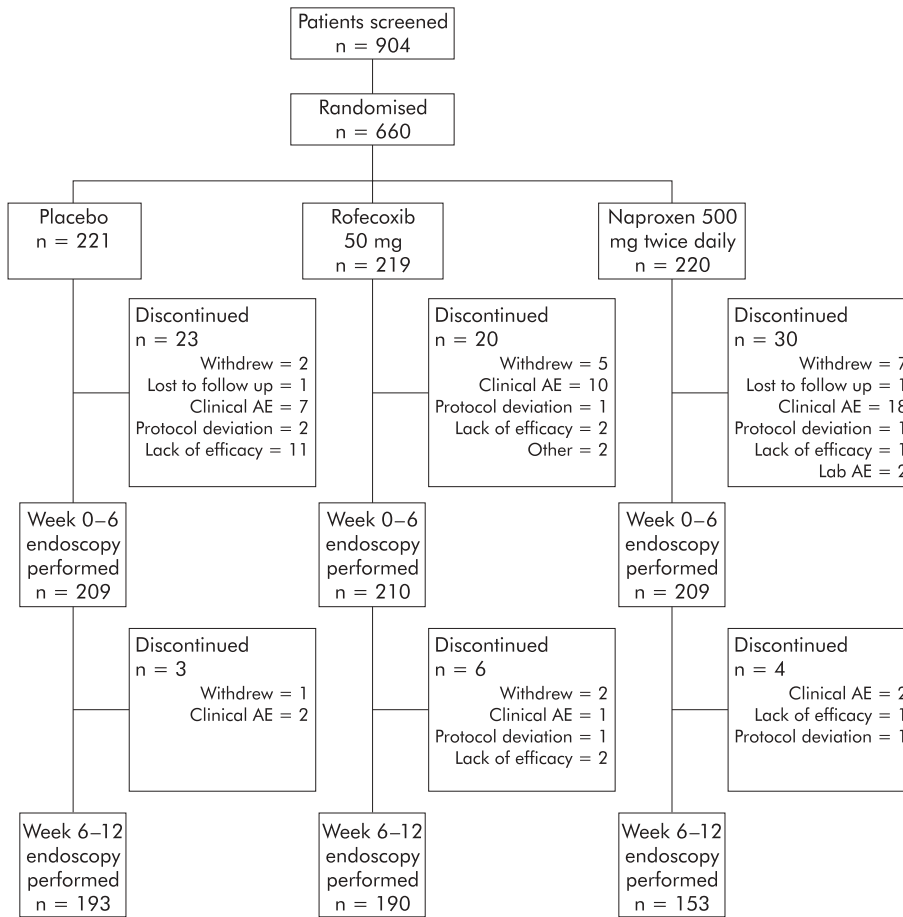 Patients screened
n = 904
Randomised
n = 660
Placebo
n = 221
Rofecoxib
50 mg
n = 219
Naproxen 500
mg twice daily
n = 220
Discontinued
n = 23
Withdrew = 2
Lost to follow up = 1
Clinical AE = 7
Protocol deviation = 2
Lack of efficacy = 11
Discontinued
n = 20
Withdrew = 5
Clinical AE = 10
Protocol deviation = 1
Lack of efficacy = 2
Other = 2
Discontinued
n = 30
Withdrew = 7
Lost to follow up = 1
Clinical AE = 18
Protocol deviation = 1
Lack of efficacy = 1
Lab AE = 2
Week 0–6
endoscopy
performed
n = 209
Week 0–6
endoscopy
performed
n = 210
Week 0–6
endoscopy
performed
n = 209
Discontinued
n = 3
Withdrew = 1
Clinical AE = 2
Discontinued
n = 6
Withdrew = 2
Clinical AE = 1
Protocol deviation = 1
Lack of efficacy = 2
Discontinued
n = 4
Clinical AE = 2
Lack of efficacy = 1
Protocol deviation = 1
Week 6–12
endoscopy
performed
n = 193
Week 6–12
endoscopy
performed
n = 190
Week 6–12
endoscopy
performed
n = 153